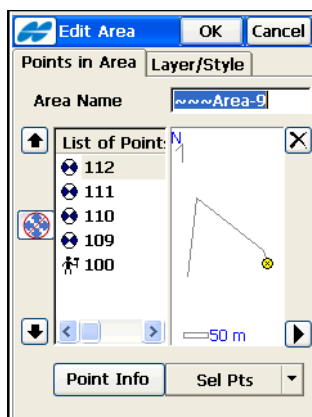 Edit Area OK Cancel
Points in Area Layer/Style
Area Name ~~~Area-9
List of Point
N
112
111
110
109
100
50 m
Point Info Sel Pts